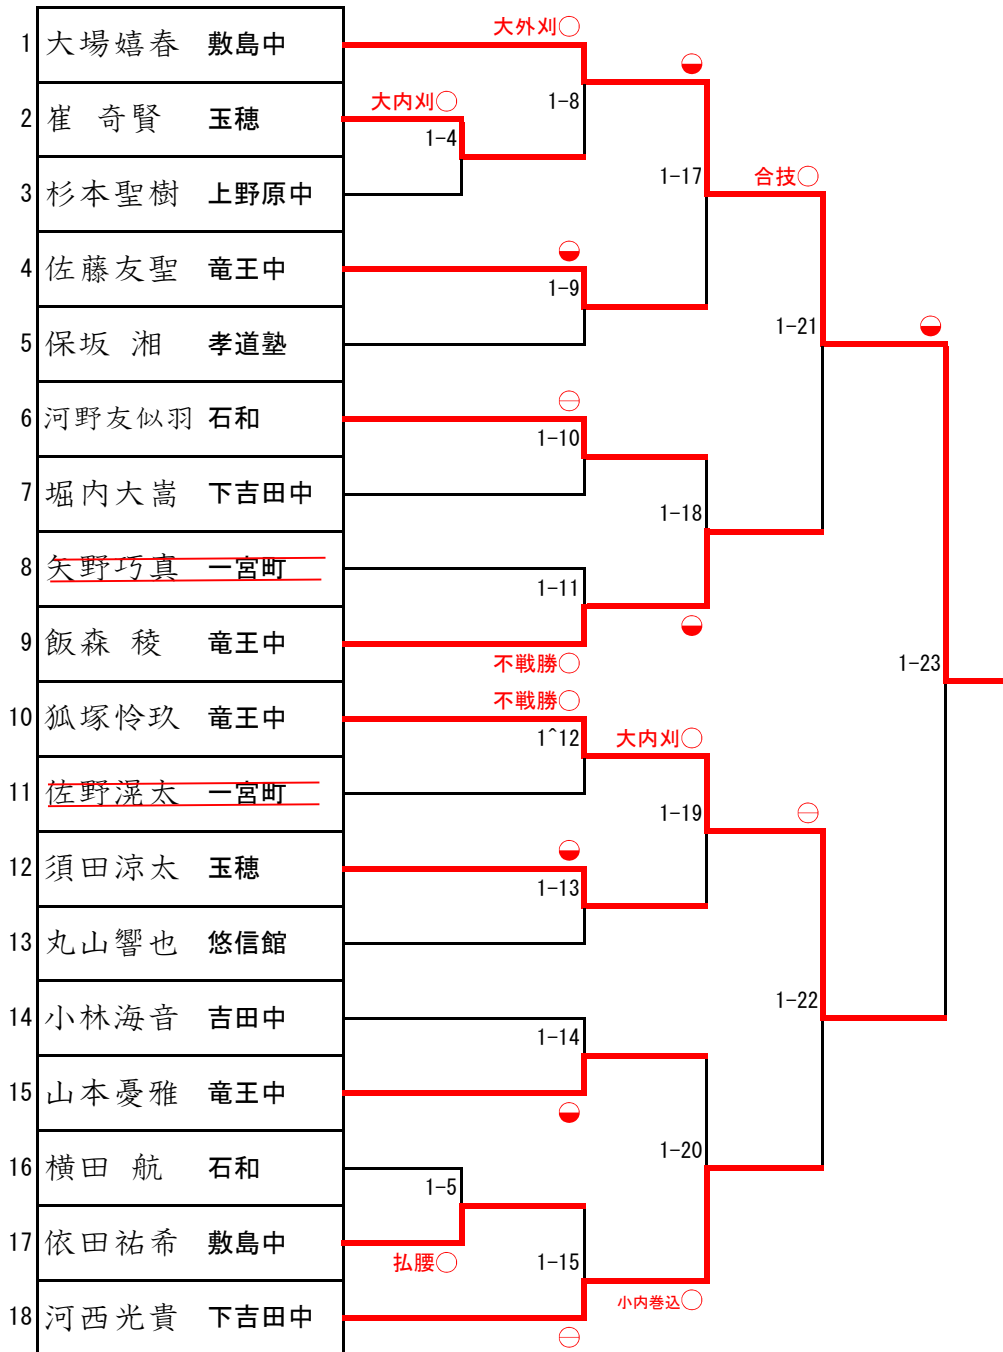 大外刈○
1 大場嬉春 敷島中
大内刈○ 1-8
2 崔 奇賢 玉穂
1-4
1-17 合技○
3 杉本聖樹 上野原中
4 佐藤友聖 竜王中
1-9
1-21
5 保坂 湘 孝道塾
6 河野友似羽 石和
1-10
7 堀内大嵩 下吉田中
1-18
8 矢野巧真 一宮町
1-11
9 飯森 稜 竜王中
不戦勝○ 1-23
不戦勝○
10 狐塚怜玖 竜王中
1^12 大内刈○
11 佐野滉太 一宮町
1-19
12 須田涼太 玉穂
1-13
13 丸山響也 悠信館
1-22
14 小林海音 吉田中
1-14
15 山本憂雅 竜王中
1-20
16 横田 航 石和
1-5
17 依田祐希 敷島中
払腰○ 1-15
小内巻込○
18 河西光貴 下吉田中